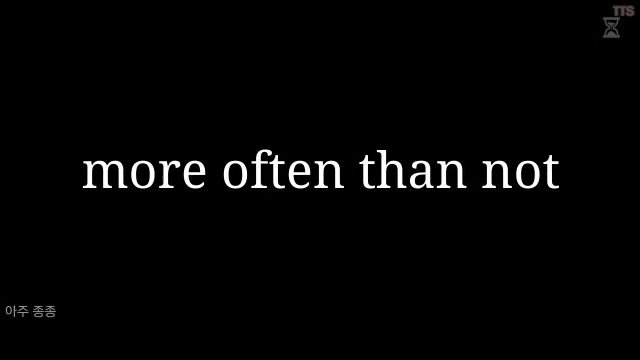 TTS
more often than not
아주 종종